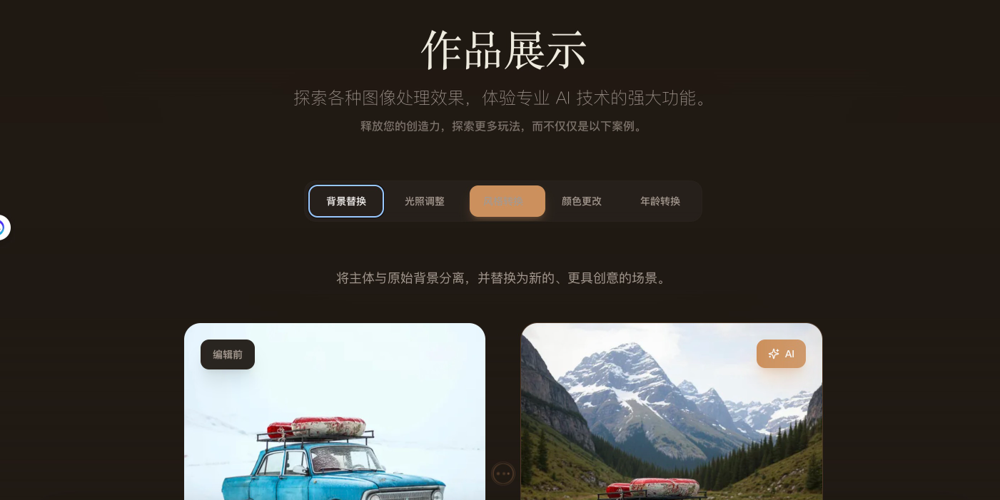 作品展示
探索各种图像处理效果，体验专业 AI 技术的强大功能。
释放您的创造力，探索更多玩法，而不仅仅是以下案例。
背景替换 光照调整 颜色更改 年龄转换
将主体与原始背景分离，并替换为新的、更具创意的场景。
编辑前
AI